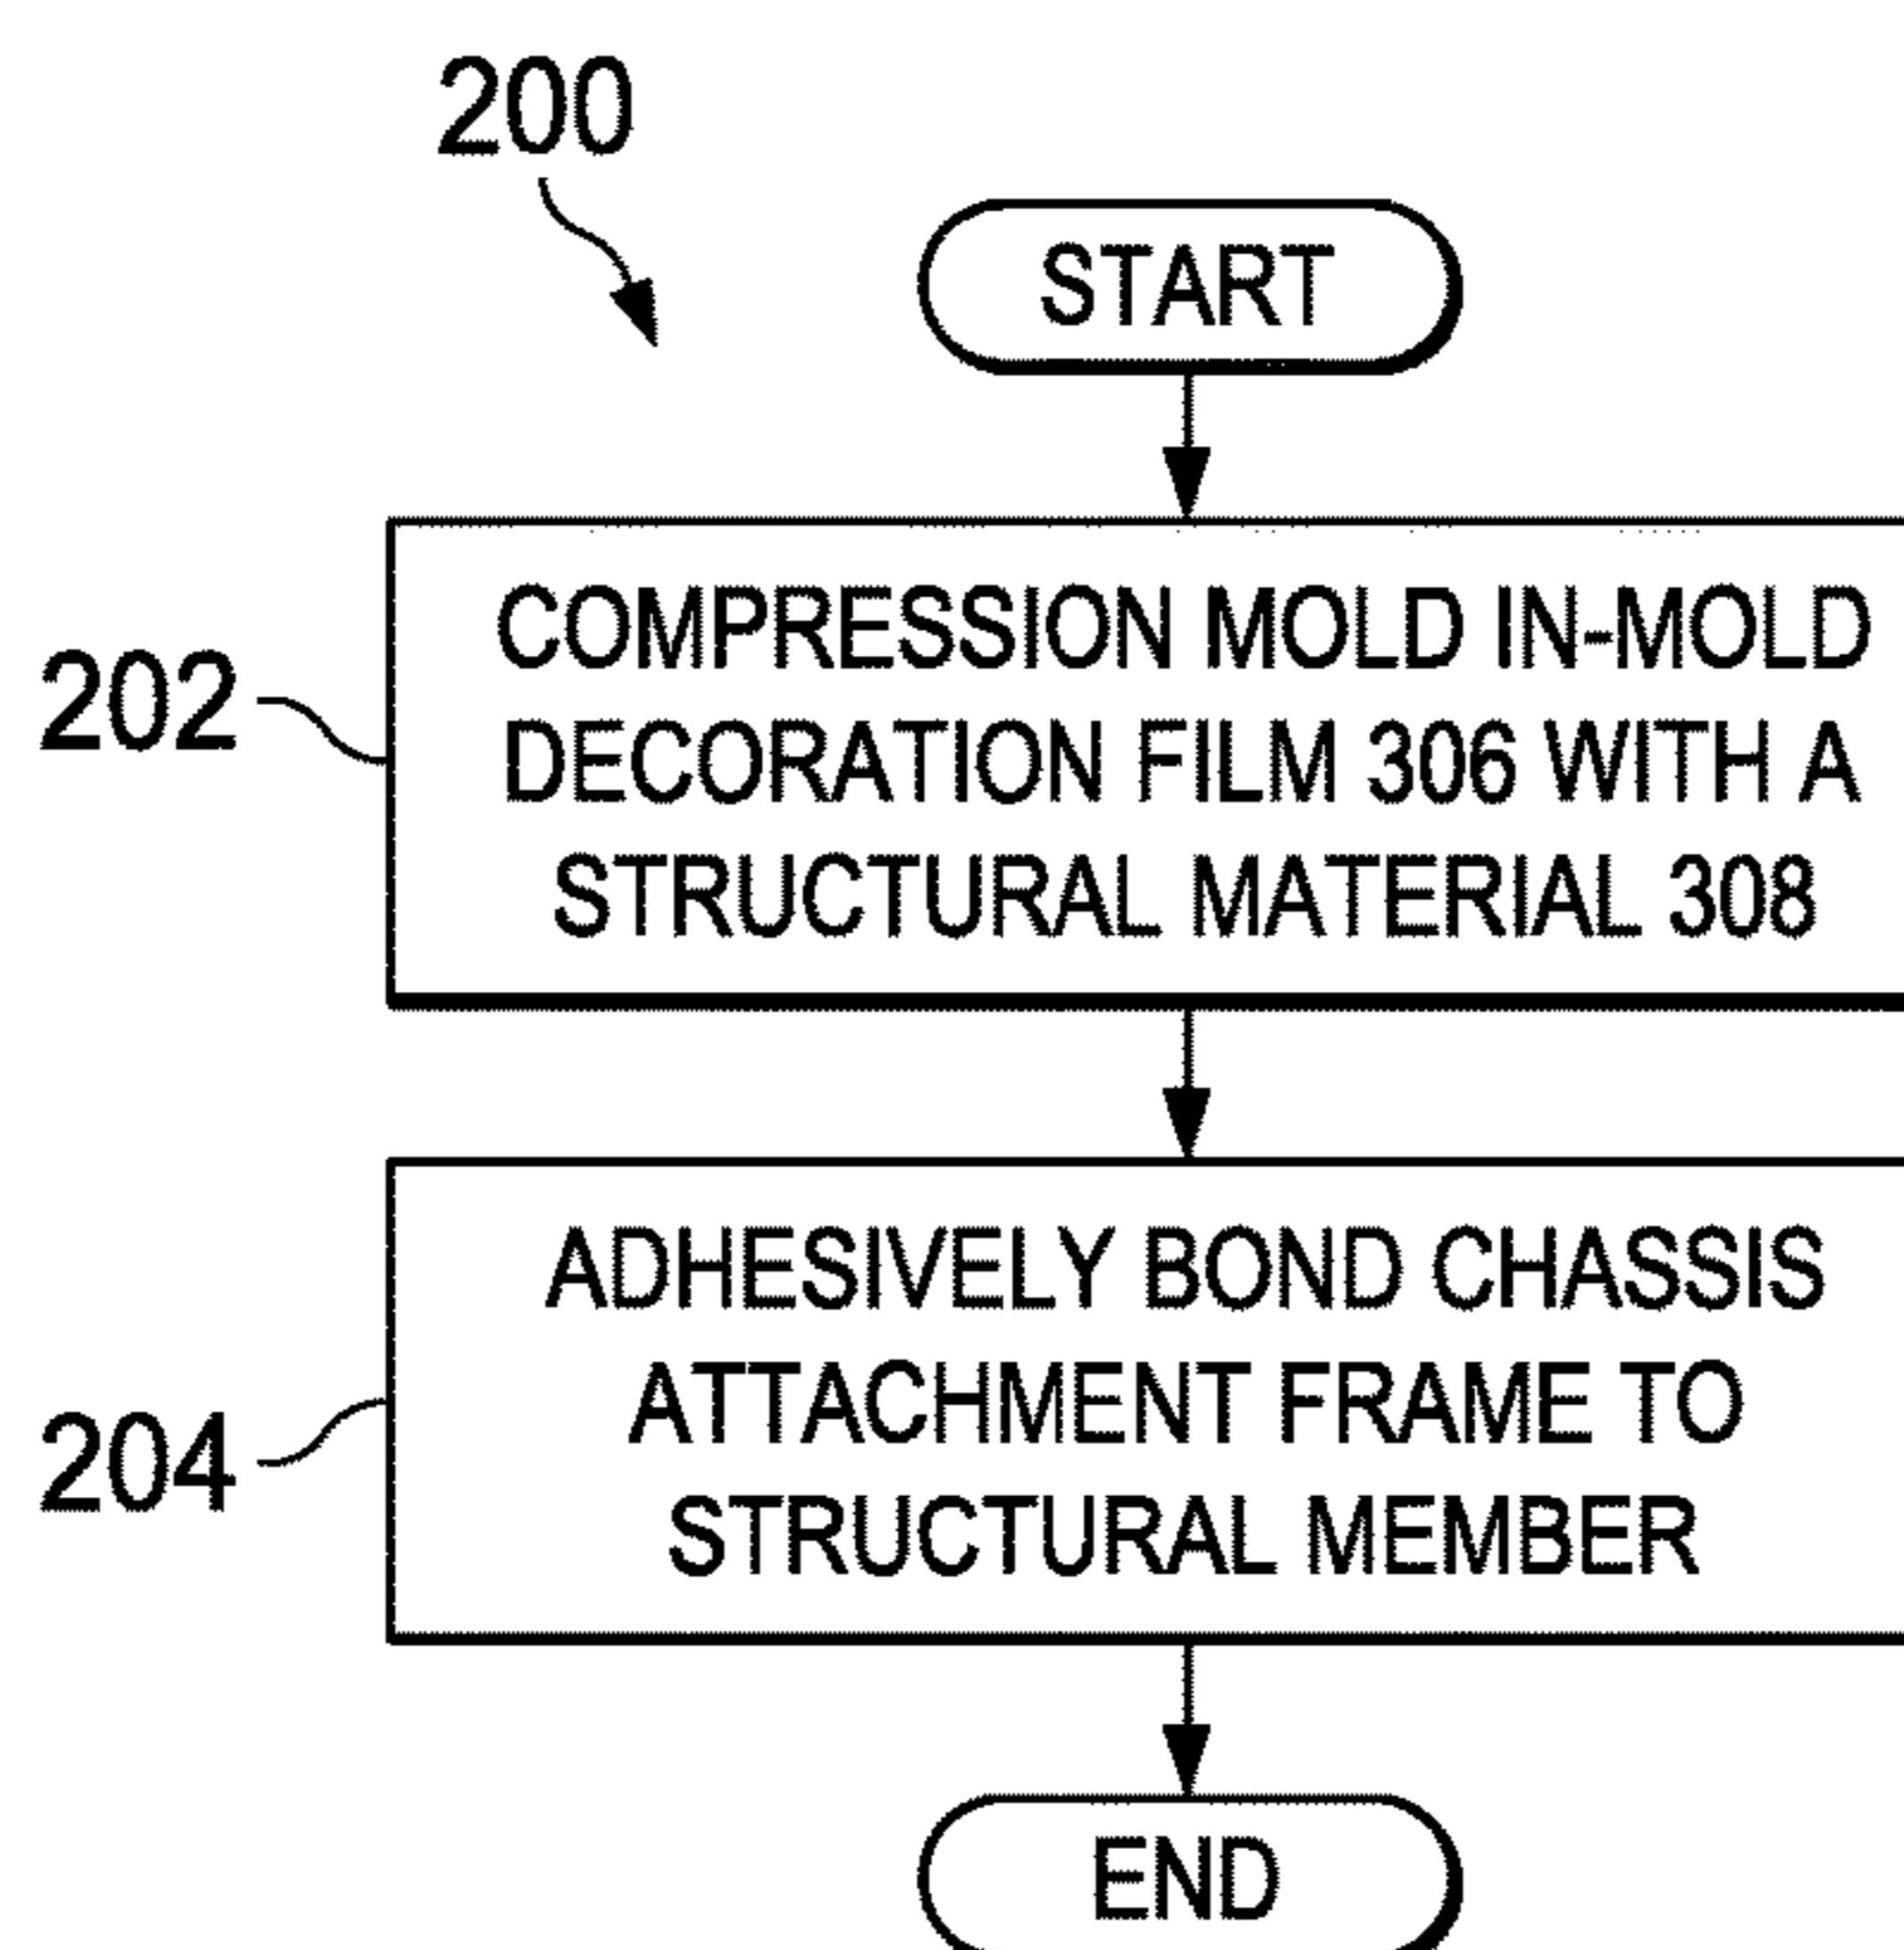 200
START
202
COMPRESSION MOLD IN-MOLD
DECORATION FILM 306 WITH A
STRUCTURAL MATERIAL 308
204
ADHESIVELY BOND CHASSIS
ATTACHMENT FRAME TO
STRUCTURAL MEMBER
END